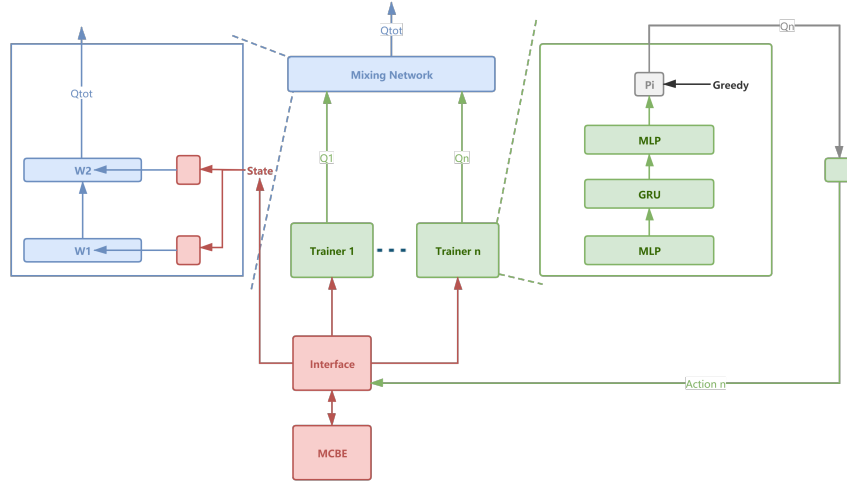 Qtot
Qn
Mixing Network
Pi
Greedy
Qtot
MLP
Q1
Qn
W2
State
GRU
W1
Trainer 1
Trainer n
MLP
Interface
Action n
MCBE